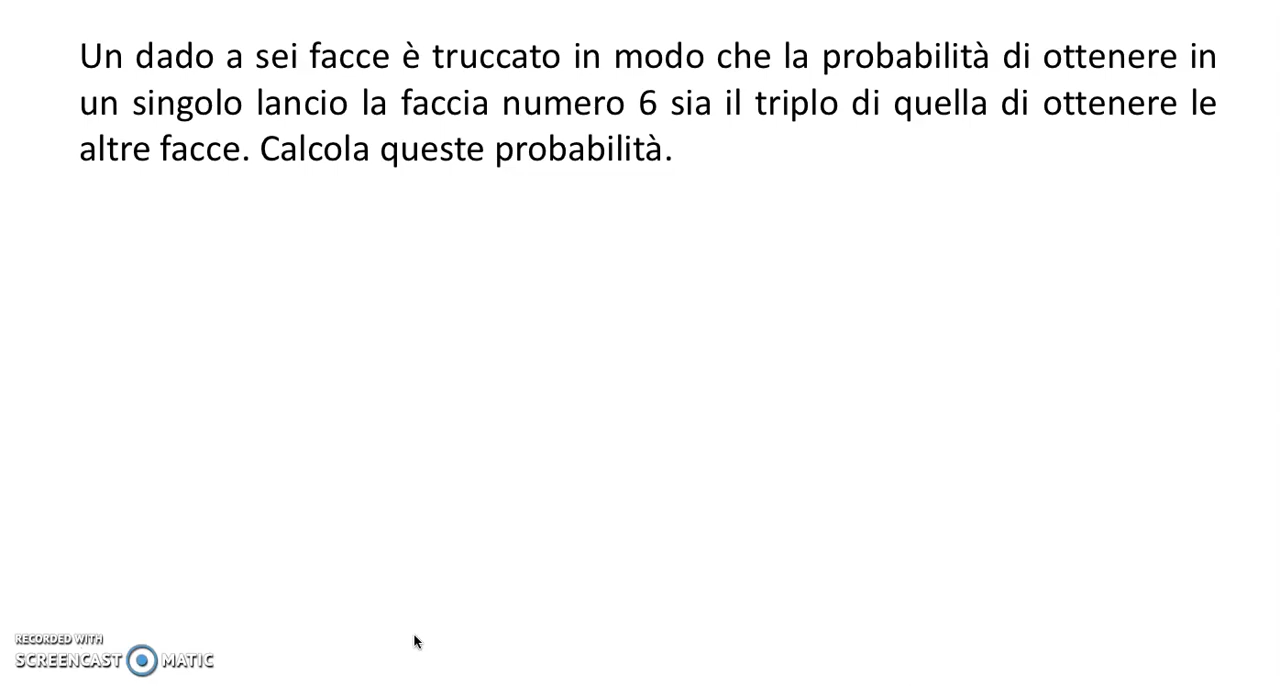 Un dado a sei facce è truccato in modo che la probabilità di ottenere in
un singolo lancio la faccia numero 6 sia il triplo di quella di ottenere le
altre facce. Calcola queste probabilità.
RECORDED WITH
SCREENCAST MATIC